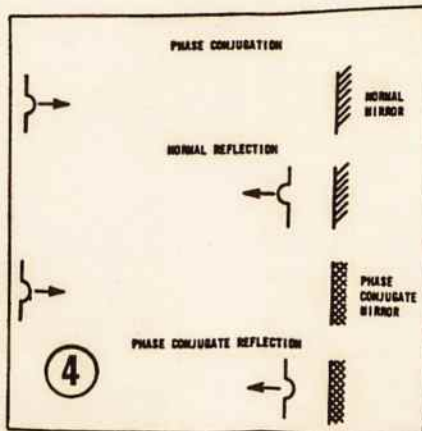 PHASE CONJUGATION
NORMAL
MIRROR
NORMAL REFLECTION
PHASE
CONJUGATE
MIRROR
PHASE CONJUGATE REFLECTION
4